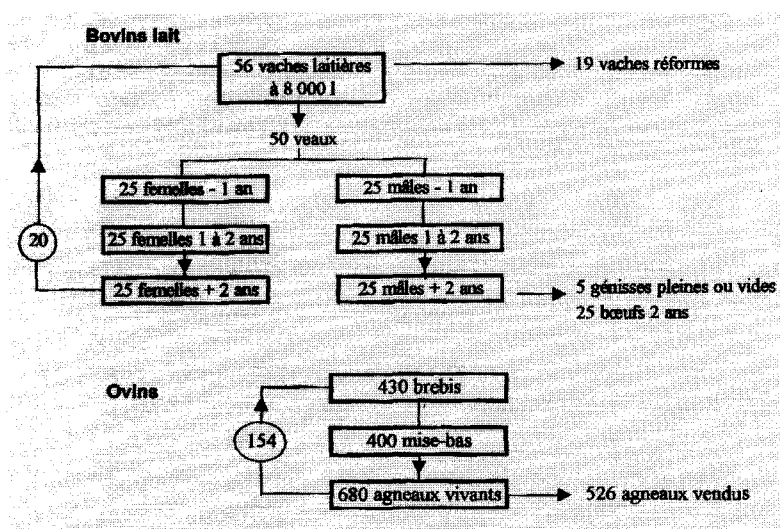 Bovins lait
56 vaches laitières
à 8 000 l
19 vaches réformes
50 veaux
25 femelles - 1 an
25 mâles - 1 an
20
25 femelles 1 à 2 ans
25 mâles 1 à 2 ans
25 femelles + 2 ans
25 mâles + 2 ans
5 génisses pleines ou vides
25 bœufs 2 ans
Ovins
430 brebis
154
400 mise-bas
680 agneaux vivants
526 agneaux vendus